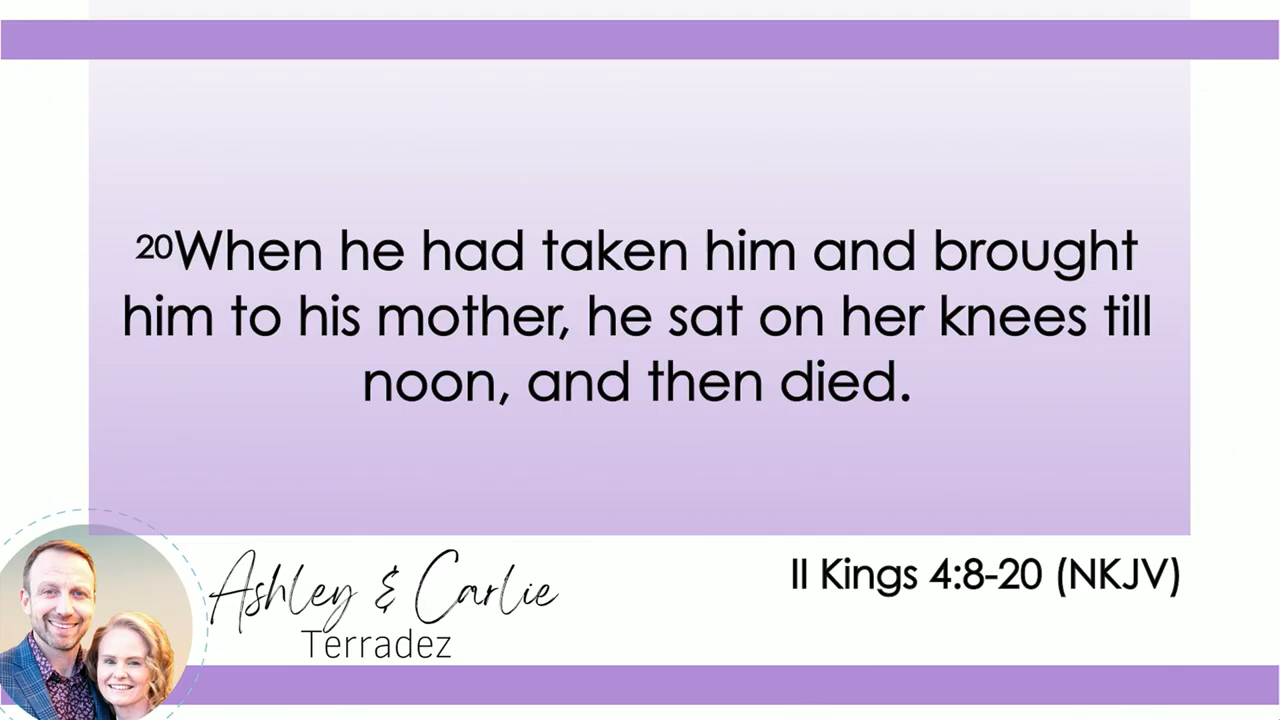 20When he had taken him and brought
him to his mother, he sat on her knees till
noon, and then died.
II Kings 4:8-20 (NKJV)
Ashley & Carlie
Terradez